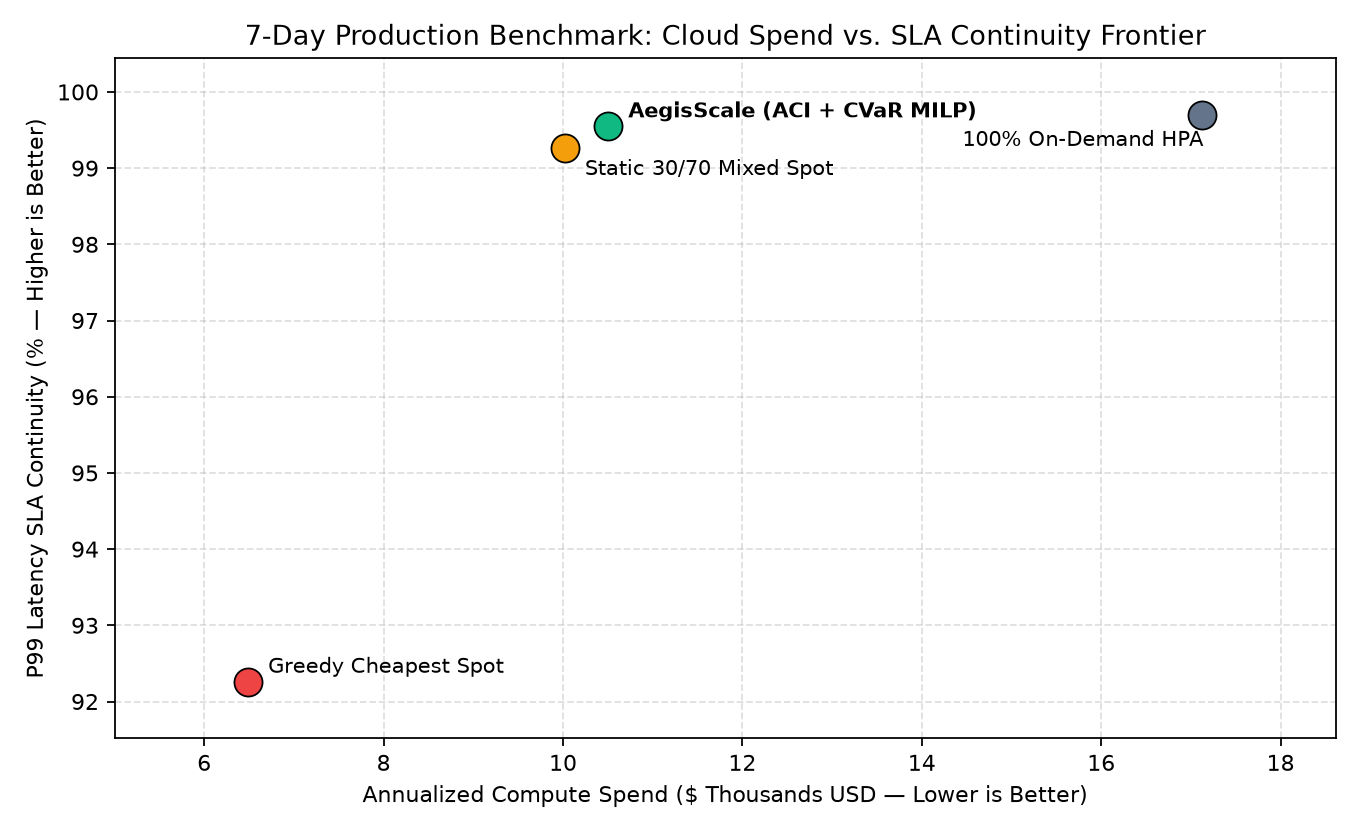 7-Day Production Benchmark: Cloud Spend vs. SLA Continuity Frontier
P99 Latency SLA Continuity (% — Higher is Better)
100
99
98
97
96
95
94
93
92
AegisScale (ACI + CVaR MILP)
100% On-Demand HPA
Static 30/70 Mixed Spot
Greedy Cheapest Spot
6
8
10
12
14
16
18
Annualized Compute Spend ($ Thousands USD — Lower is Better)